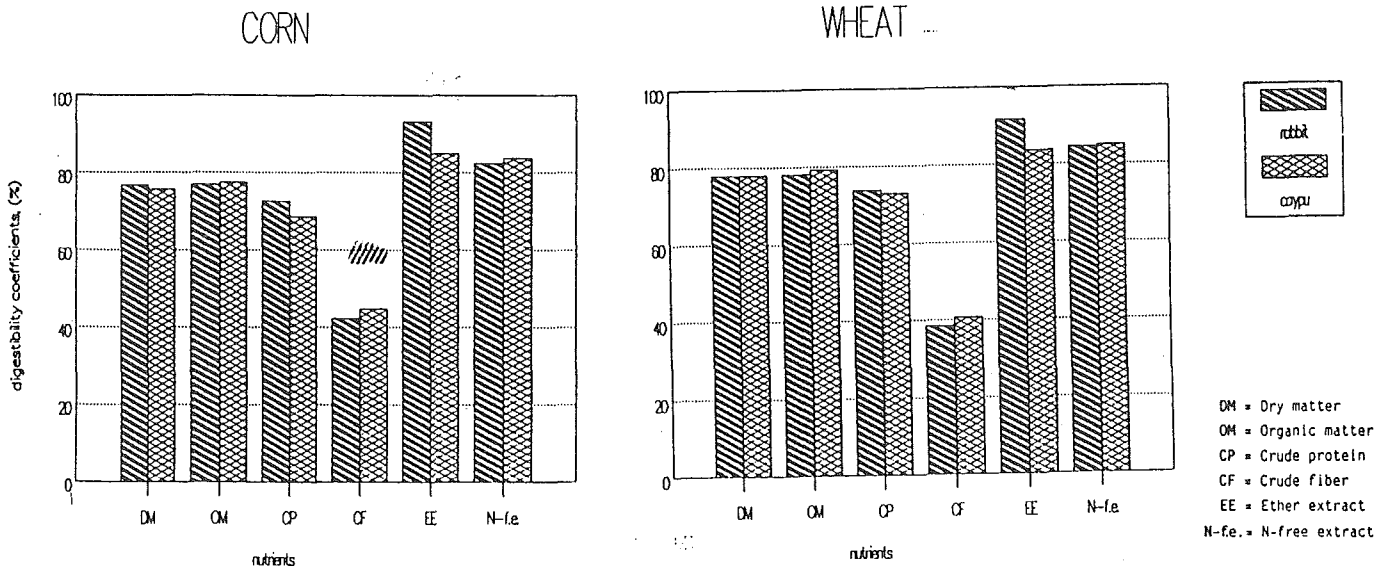 CORN
WHEAT
digestibility coefficients, (%)
100
80
60
40
20
0
DM OM CP CF EE N-f.e.
nutrients
100
80
60
40
20
0
DM OM CP CF EE N-f.e.
nutrients
rabbit
coypu
DM = Dry matter
OM = Organic matter
CP = Crude protein
CF = Crude fiber
EE = Ether extract
N-f.e. = N-free extract